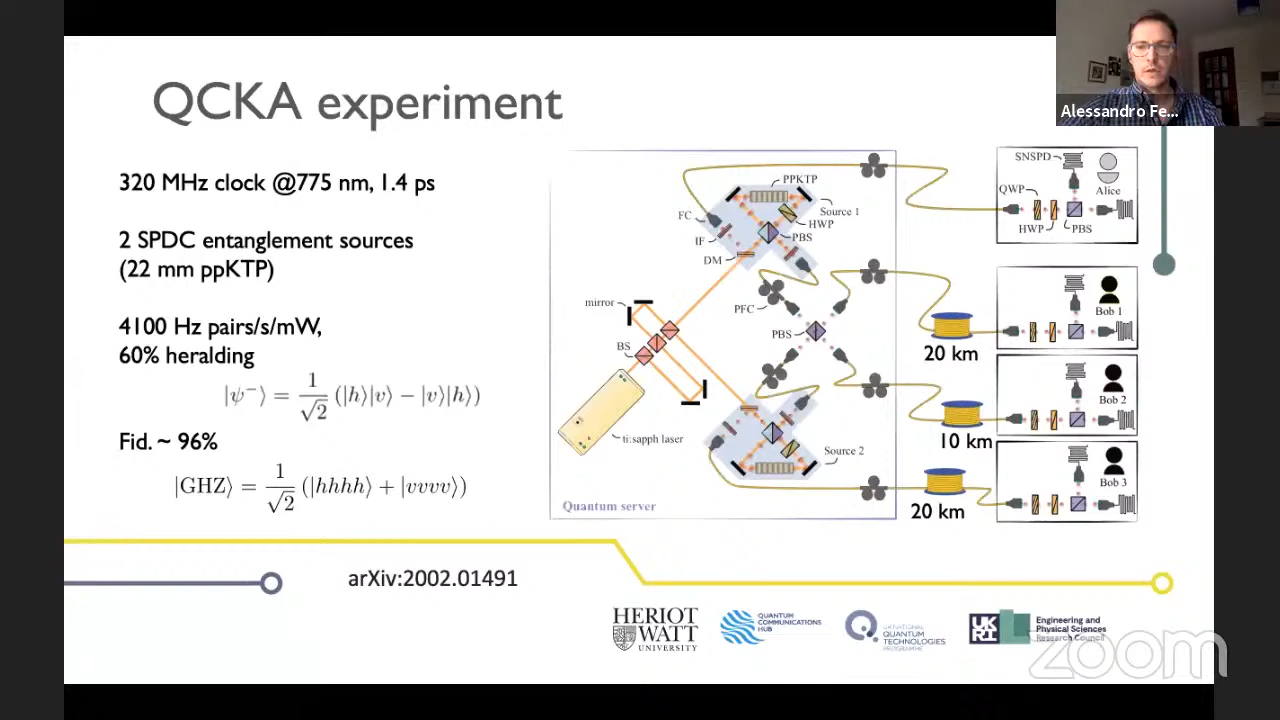 Alessandro Fe...
QCKA experiment
320 MHz clock @775 nm, 1.4 ps
2 SPDC entanglement sources
(22 mm ppKTP)
4100 Hz pairs/s/mW,
60% heralding
|ψ⁻⟩ = 1/√2 (|h⟩|v⟩ − |v⟩|h⟩)
Fid. ~ 96%
|GHZ⟩ = 1/√2 (|hhhh⟩ + |vvvv⟩)
PPKTP
FC
Source 1
HWP
IF
PBS
DM
mirror
PFC
BS
PBS
ti:sapph laser
Source 2
Quantum server
SNSPD
QWP
Alice
HWP
PBS
Bob 1
20 km
Bob 2
10 km
Bob 3
20 km
arXiv:2002.01491
HERIOT
WATT
UNIVERSITY
QUANTUM
COMMUNICATIONS
HUB
UK NATIONAL
QUANTUM
TECHNOLOGIES
PROGRAMME
UK
RI
Engineering and
Physical Sciences
Research Council
zoom